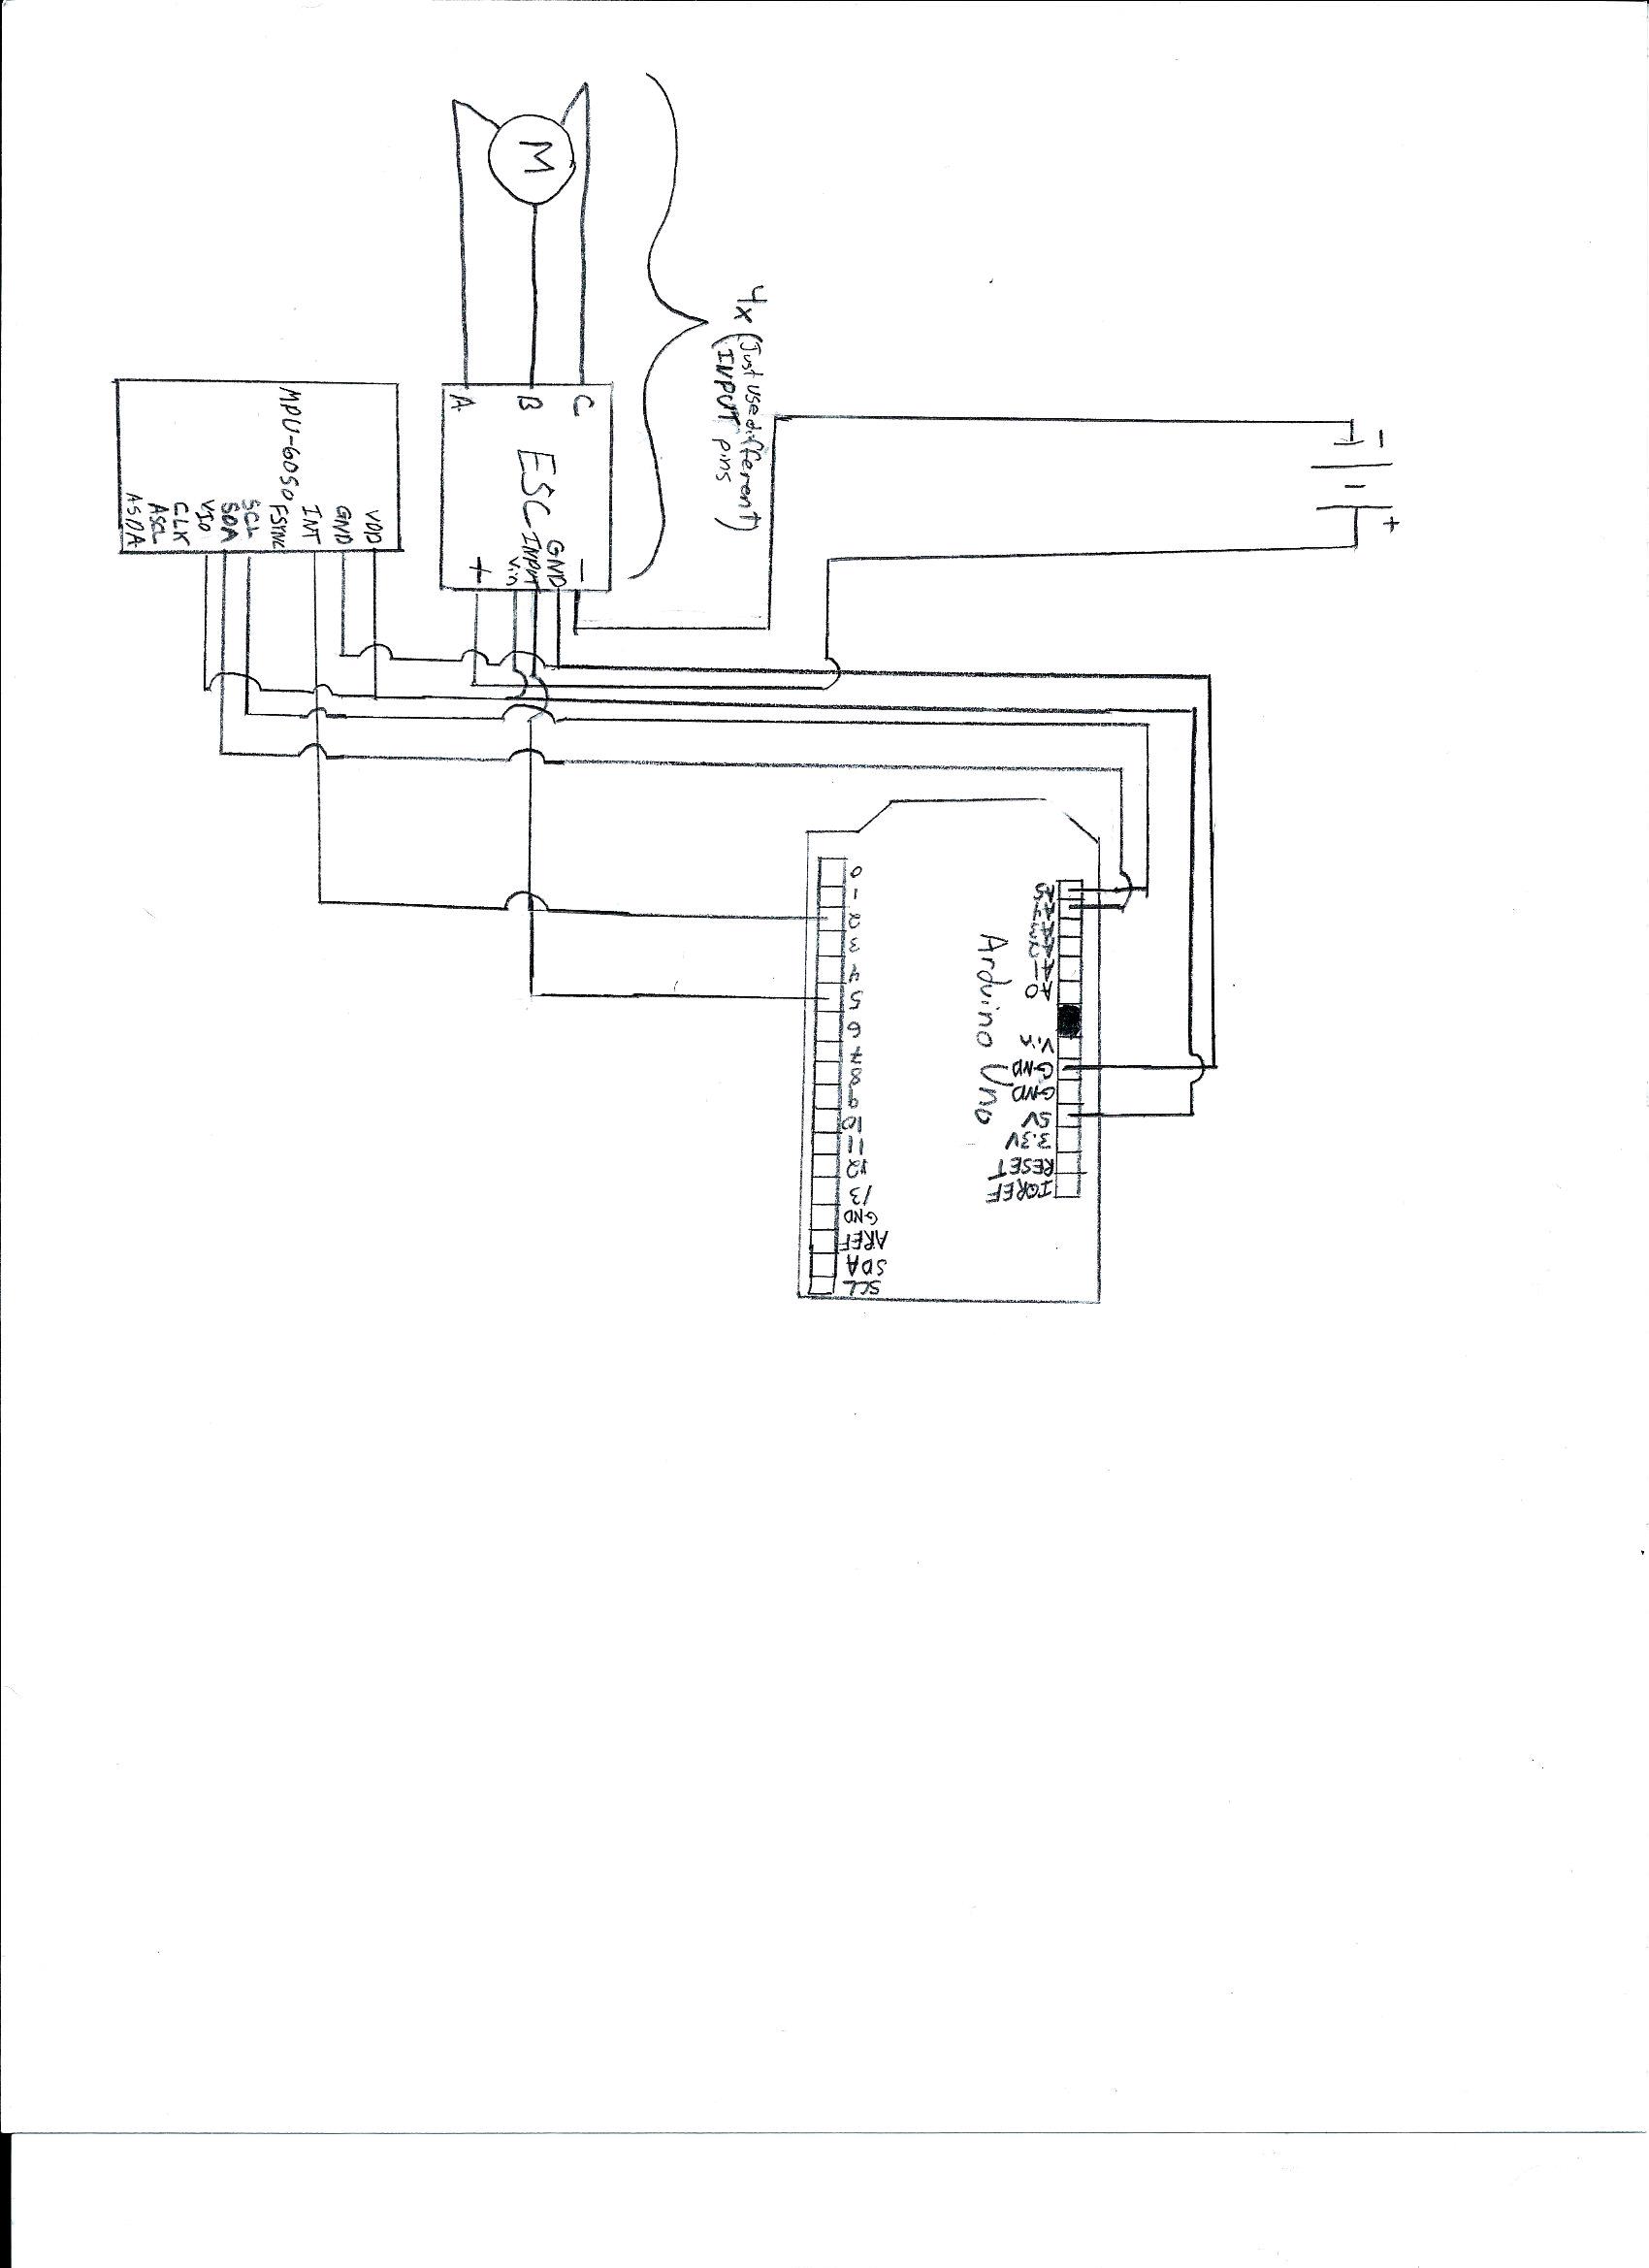 M
4x (Just use different)
(INPUT pins
-
+
A
B
C
ESC
+
Vin
INPUT
GND
-
MPU-6050
VDD
GND
INT
FSYNC
SCL
SDA
VIO
CLK
ASCL
ASDA
Arduino Uno
0
1
2
3
4
5
6
7
8
9
10
11
12
13
GND
AREF
SDA
SCL
A5
A4
A3
A2
A1
A0
Vin
GND
GND
5V
3.3V
RESET
IOREF